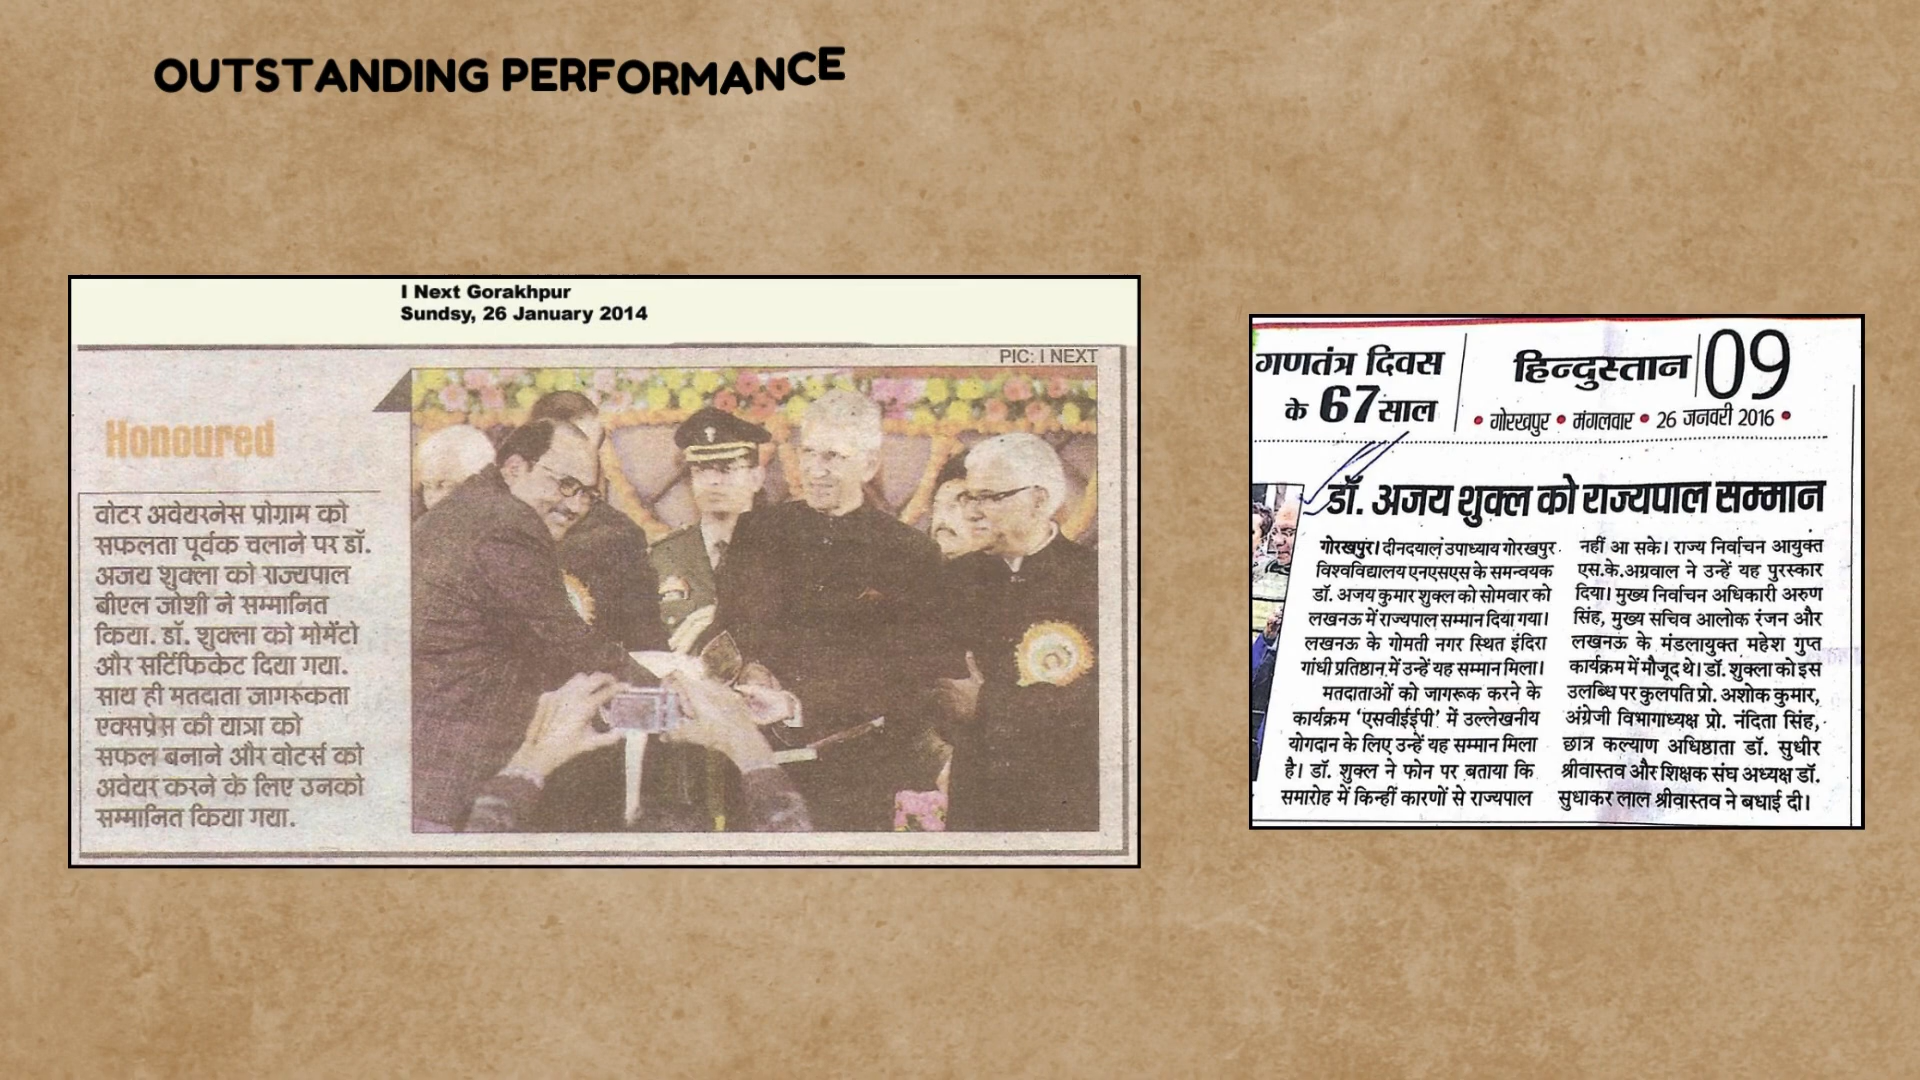 OUTSTANDING PERFORMANCE
I Next Gorakhpur
Sundsy, 26 January 2014
PIC: I NEXT
Honoured
वोटर अवेयरनेस प्रोग्राम को
सफलता पूर्वक चलाने पर डॉ.
अजय शुक्ला को राज्यपाल
बीएल जोशी ने सम्मानित
किया. डॉ. शुक्ला को मोमेंटो
और सर्टिफिकेट दिया गया.
साथ ही मतदाता जागरूकता
एक्सप्रेस की यात्रा को
सफल बनाने और वोटर्स को
अवेयर करने के लिए उनको
सम्मानित किया गया.
गणतंत्र दिवस
के 67 साल
हिन्दुस्तान 09
• गोरखपुर • मंगलवार • 26 जनवरी 2016 •
डॉ. अजय शुक्ल को राज्यपाल सम्मान
गोरखपुर। दीनदयाल उपाध्याय गोरखपुर
विश्वविद्यालय एनएसएस के समन्वयक
डॉ. अजय कुमार शुक्ल को सोमवार को
लखनऊ में राज्यपाल सम्मान दिया गया।
लखनऊ के गोमती नगर स्थित इंदिरा
गांधी प्रतिष्ठान में उन्हें यह सम्मान मिला।
मतदाताओं को जागरूक करने के
कार्यक्रम 'एसवीईईपी' में उल्लेखनीय
योगदान के लिए उन्हें यह सम्मान मिला
है। डॉ. शुक्ल ने फोन पर बताया कि
समारोह में किन्हीं कारणों से राज्यपाल
नहीं आ सके। राज्य निर्वाचन आयुक्त
एस.के.अग्रवाल ने उन्हें यह पुरस्कार
दिया। मुख्य निर्वाचन अधिकारी अरुण
सिंह, मुख्य सचिव आलोक रंजन और
लखनऊ के मंडलायुक्त महेश गुप्त
कार्यक्रम में मौजूद थे। डॉ. शुक्ला को इस
उलब्धि पर कुलपति प्रो. अशोक कुमार,
अंग्रेजी विभागाध्यक्ष प्रो. नंदिता सिंह,
छात्र कल्याण अधिष्ठाता डॉ. सुधीर
श्रीवास्तव और शिक्षक संघ अध्यक्ष डॉ.
सुधाकर लाल श्रीवास्तव ने बधाई दी।